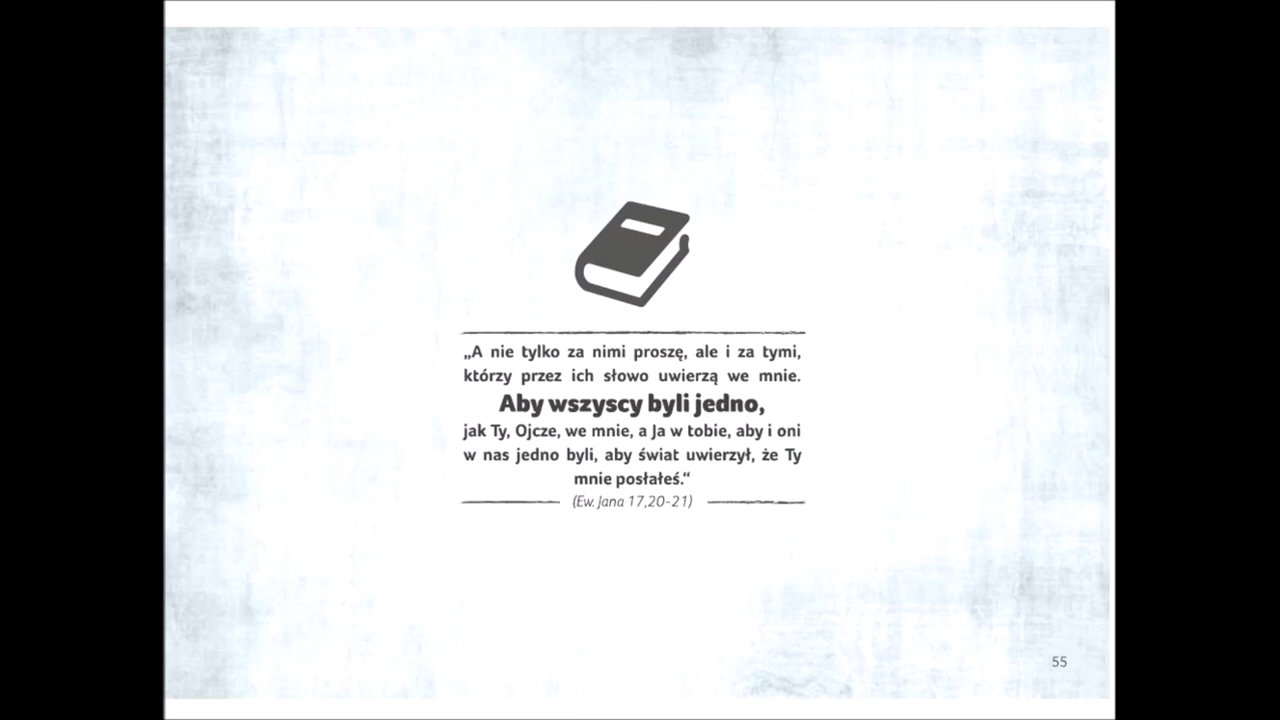 „A nie tylko za nimi proszę, ale i za tymi,
którzy przez ich słowo uwierzą we mnie.
Aby wszyscy byli jedno,
jak Ty, Ojcze, we mnie, a Ja w tobie, aby i oni
w nas jedno byli, aby świat uwierzył, że Ty
mnie posłałeś.“
(Ew. Jana 17,20-21)
55